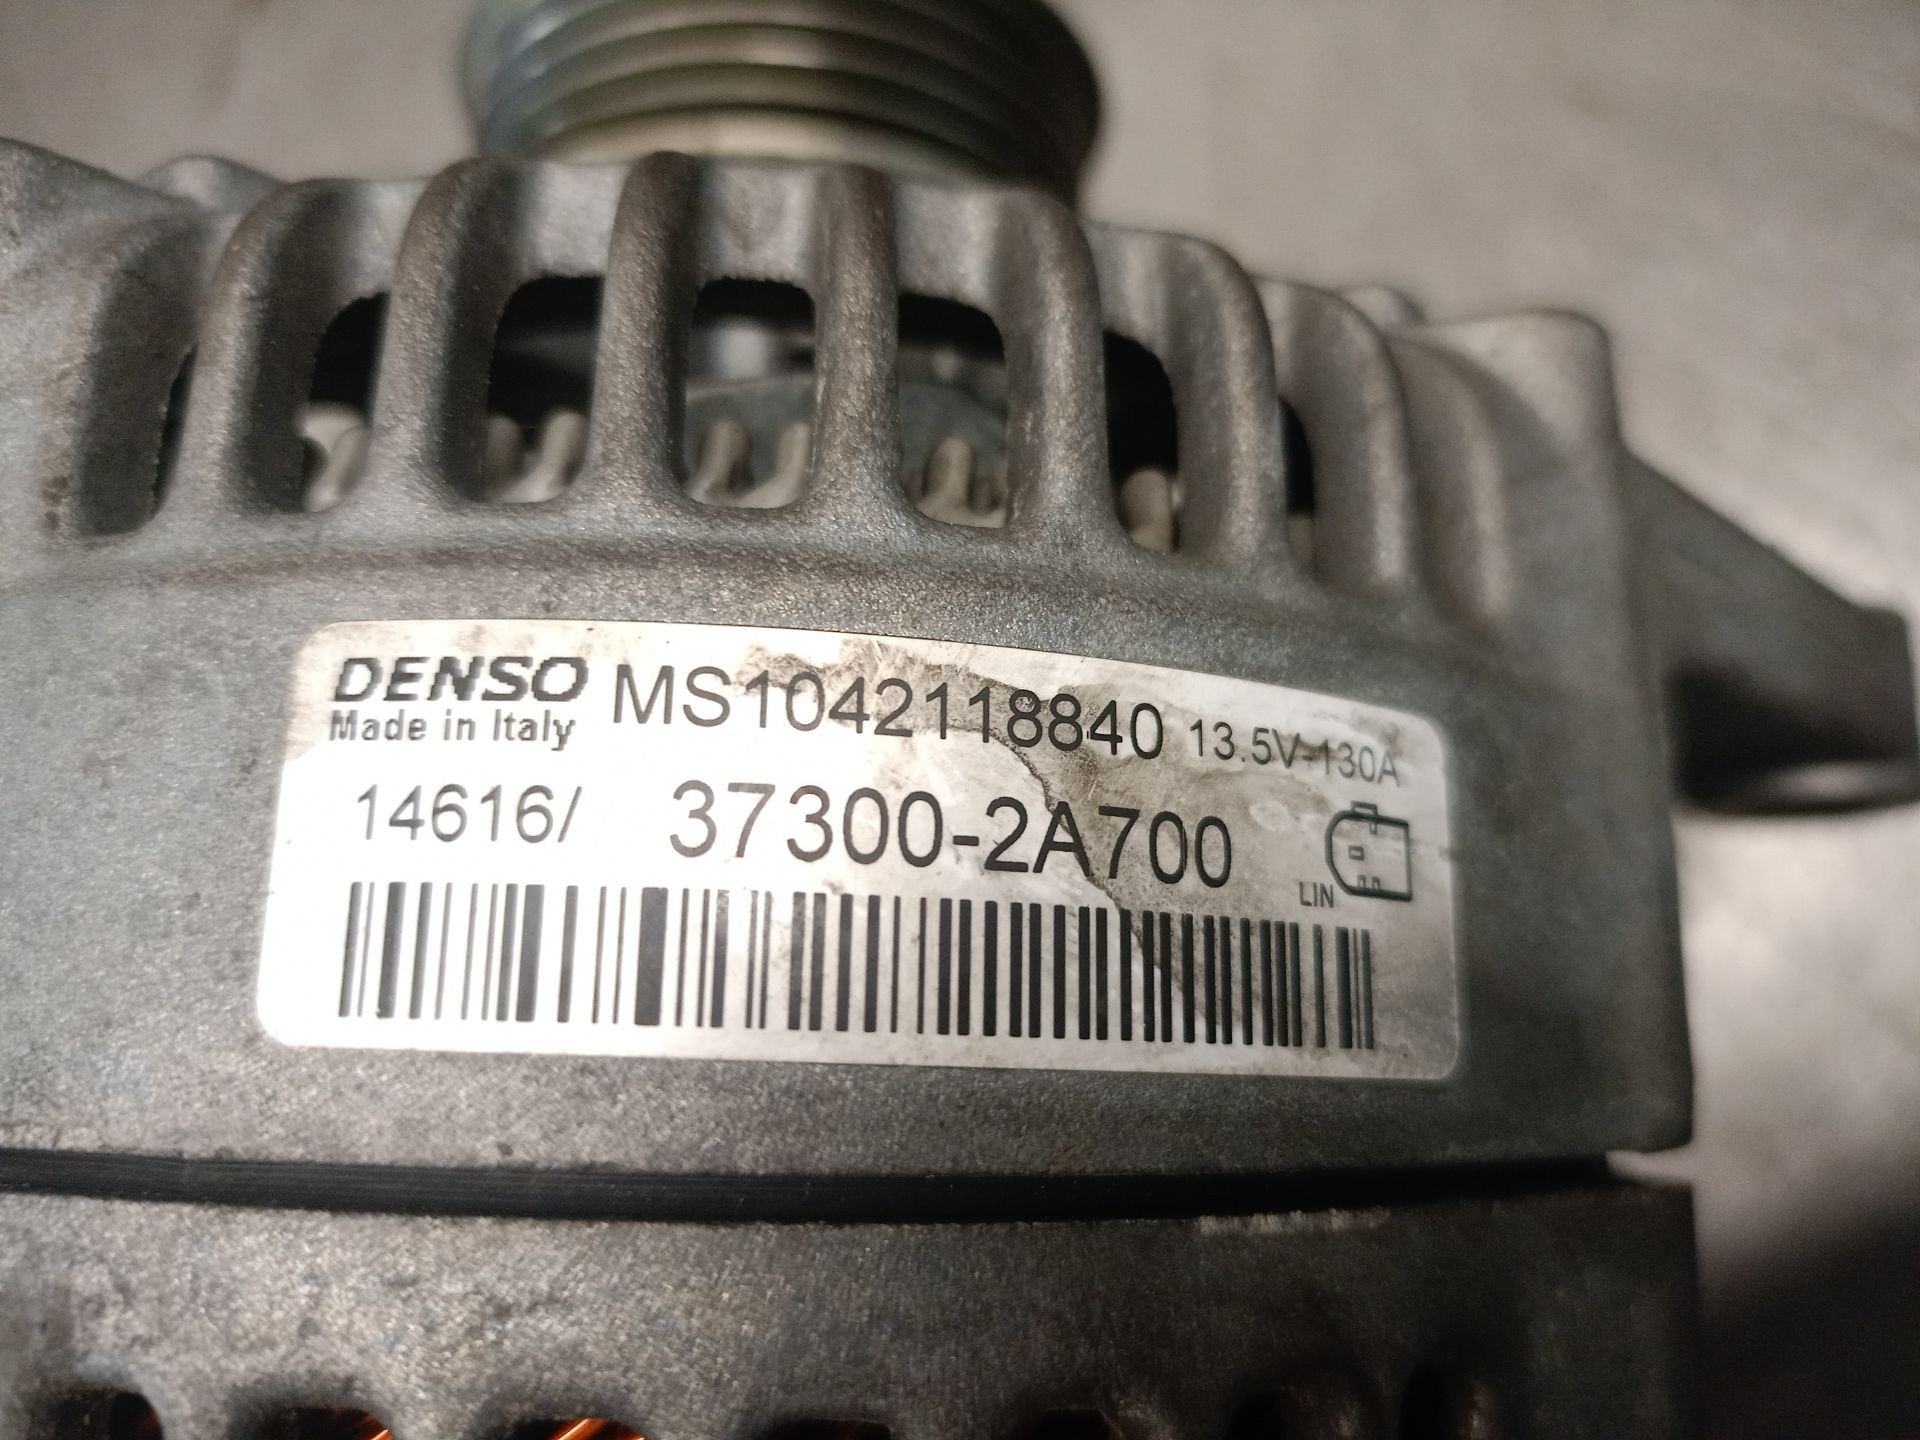 DENSO MS1042118840 13.5V-130A
Made in Italy
14616/ 37300-2A700
LIN